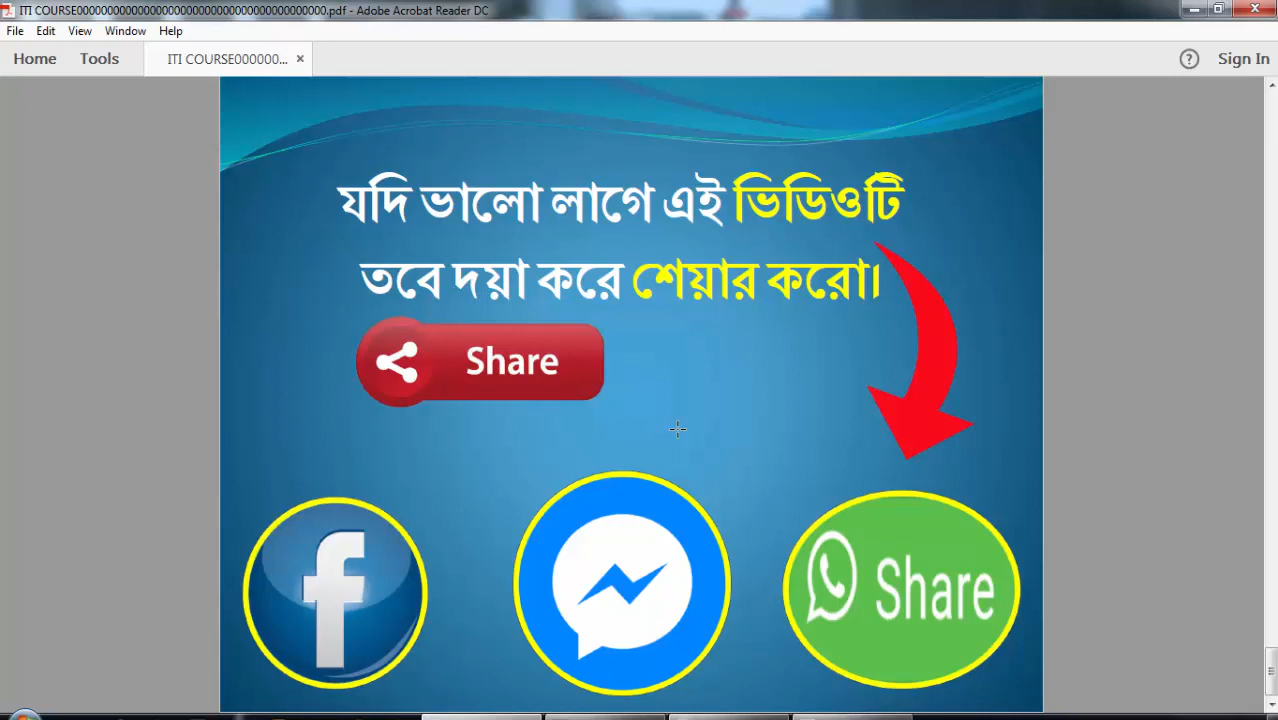 ITI COURSE000000000000000000000000000000000000000.pdf - Adobe Acrobat Reader DC
File Edit View Window Help
Home Tools ITI COURSE000000... × ? Sign In
যদি ভালো লাগে এই ভিডিওটি
তবে দয়া করে শেয়ার করো।
Share
f
Share